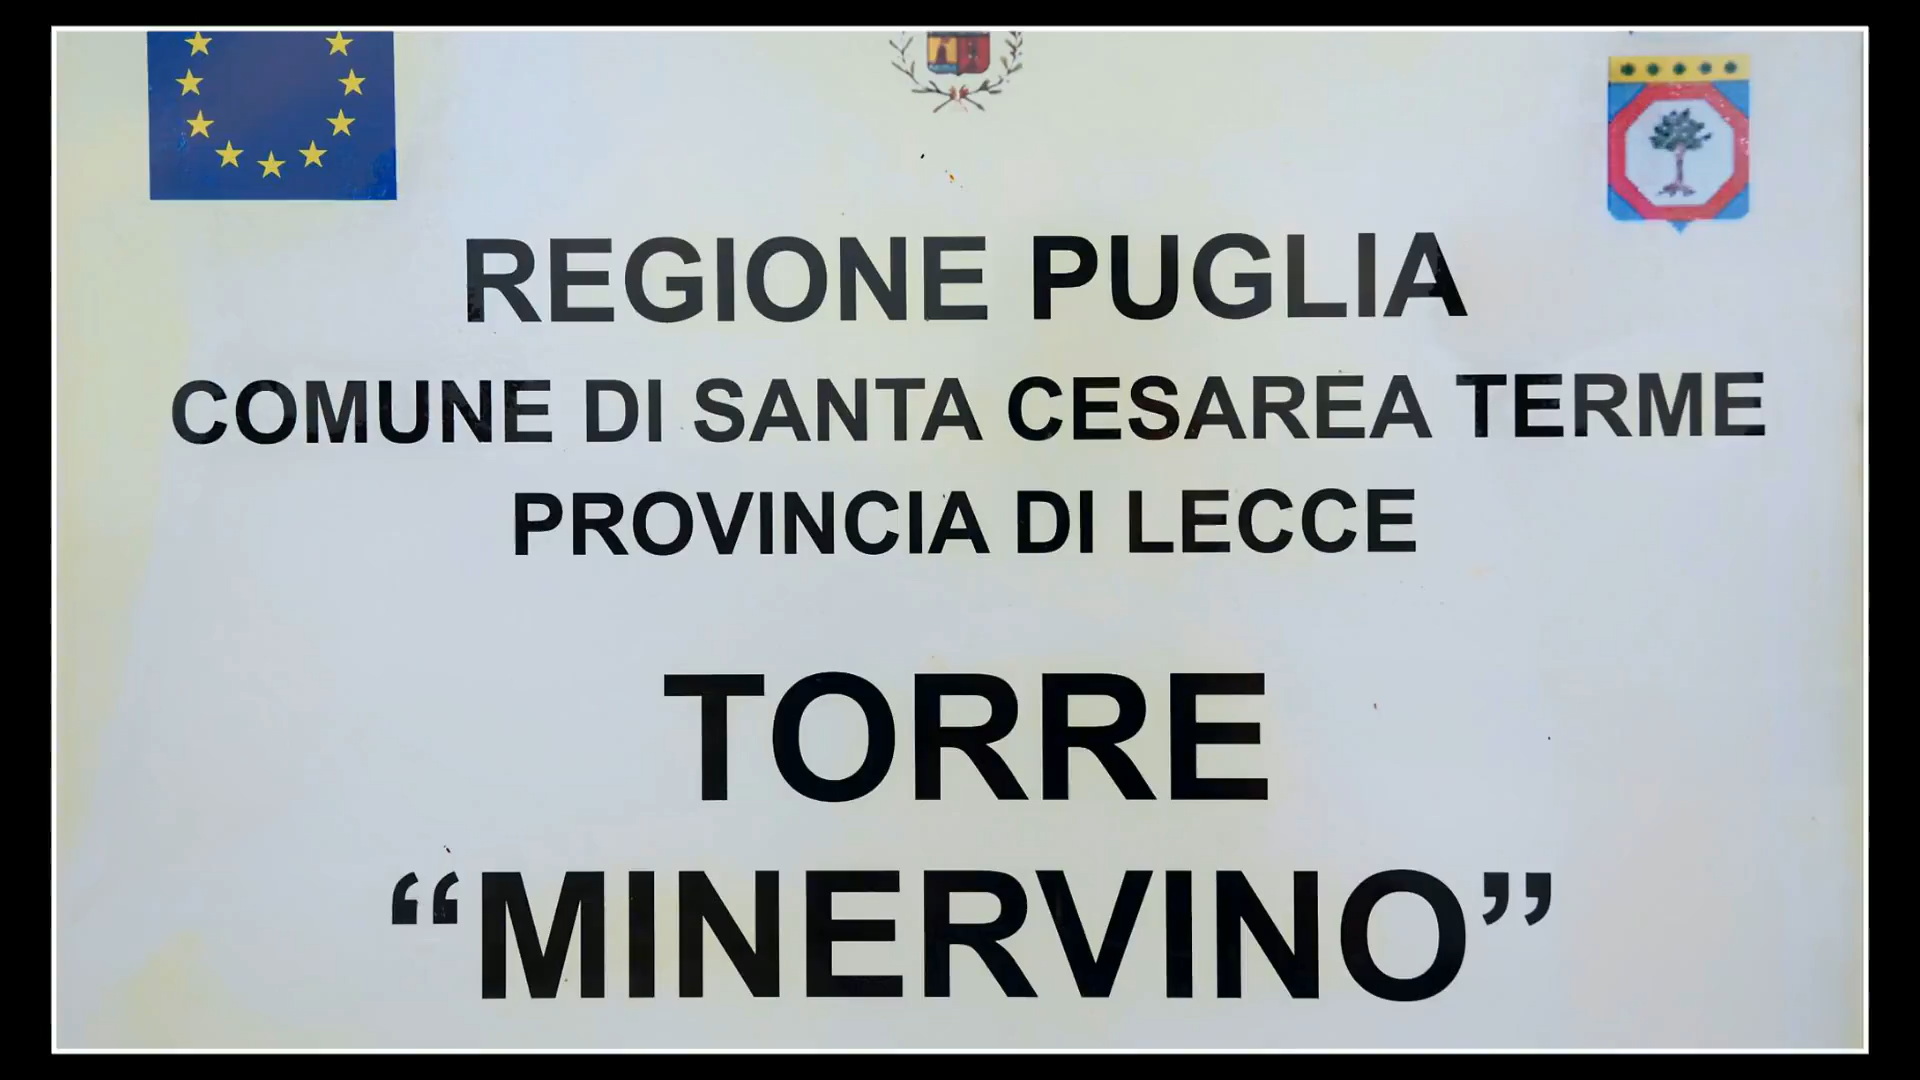 REGIONE PUGLIA
COMUNE DI SANTA CESAREA TERME
PROVINCIA DI LECCE
TORRE
“MINERVINO”